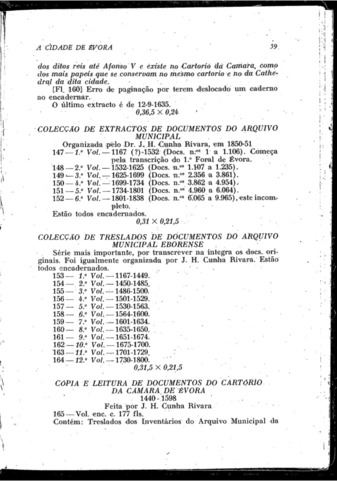 A CIDADE DE EVORA 39
dos ditos reis até Afonso V e existe no Cartorio da Camara, como
dos mais papeis que se conservam no mesmo cartorio e no da Cathe-
dral da dita cidade.
[Fl. 160] Erro de paginação por terem deslocado um caderno
no encadernar.
O último extracto é de 12-9-1635.
0,36,5 × 0,24
COLECÇÃO DE EXTRACTOS DE DOCUMENTOS DO ARQUIVO
MUNICIPAL
Organizada pelo Dr. J. H. Cunha Rivara, em 1850-51
147 — 1.º Vol. — 1167 (?)-1532 (Docs. n.ºs 1 a 1.106). Começa
pela transcrição do 1.º Foral de Évora.
148 — 2.º Vol. — 1532-1625 (Docs. n.ºs 1.107 a 1.235).
149 — 3.º Vol. — 1625-1699 (Docs. n.ºs 2.356 a 3.861).
150 — 4.º Vol. — 1699-1734 (Docs. n.ºs 3.862 a 4.954).
151 — 5.º Vol. — 1734-1801 (Docs. n.ºs 4.960 a 6.064).
152 — 6.º Vol. — 1801-1838 (Docs. n.ºs 6.065 a 9.965), este incom-
pleto.
Estão todos encadernados.
0,31 × 0,21,5
COLECÇÃO DE TRESLADOS DE DOCUMENTOS DO ARQUIVO
MUNICIPAL EBORENSE
Série mais importante, por transcrever na íntegra os docs. ori-
ginais. Foi igualmente organizada por J. H. Cunha Rivara. Estão
todos encadernados.
153 — 1.º Vol. — 1167-1449.
154 — 2.º Vol. — 1450-1485.
155 — 3.º Vol. — 1486-1500.
156 — 4.º Vol. — 1501-1529.
157 — 5.º Vol. — 1530-1563.
158 — 6.º Vol. — 1564-1600.
159 — 7.º Vol. — 1601-1634.
160 — 8.º Vol. — 1635-1650.
161 — 9.º Vol. — 1651-1674.
162 — 10.º Vol. — 1675-1700.
163 — 11.º Vol. — 1701-1729.
164 — 12.º Vol. — 1730-1800.
0,31,5 × 0,21,5
COPIA E LEITURA DE DOCUMENTOS DO CARTÓRIO
DA CÂMARA DE ÉVORA
1440 - 1598
Feita por J. H. Cunha Rivara
165 — Vol. enc. c. 177 fls.
Contém: Treslados dos Inventários do Arquivo Municipal da